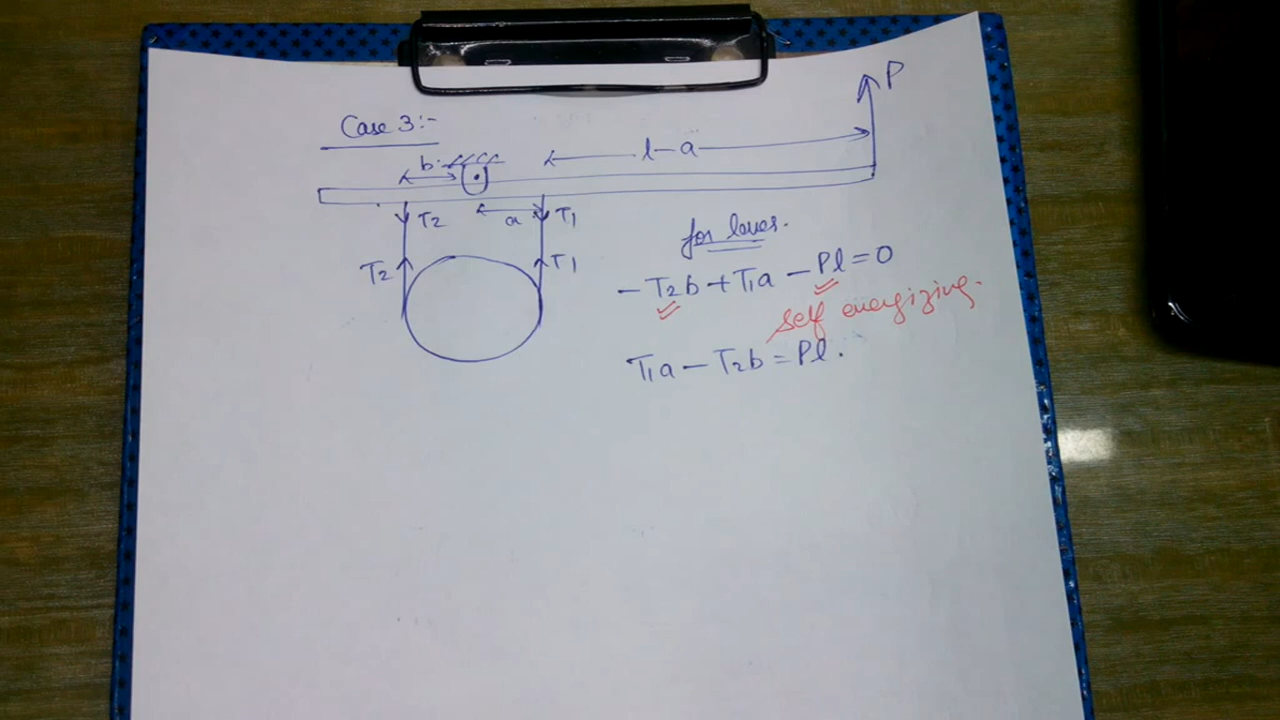 P
Case 3:-
b
l-a
T2
a
T1
T2
T1
for lever.
-T2b+T1a-Pl=0
self energizing.
T1a-T2b=Pl.